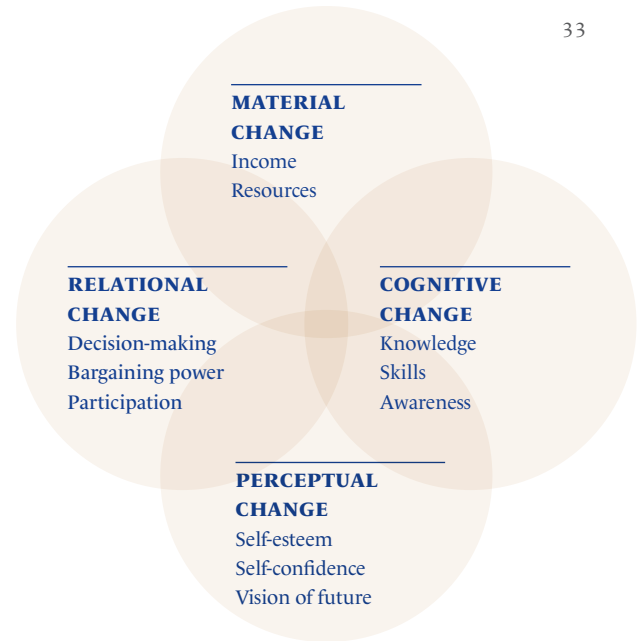 33
MATERIAL
CHANGE
Income
Resources
RELATIONAL
CHANGE
Decision-making
Bargaining power
Participation
COGNITIVE
CHANGE
Knowledge
Skills
Awareness
PERCEPTUAL
CHANGE
Self-esteem
Self-confidence
Vision of future